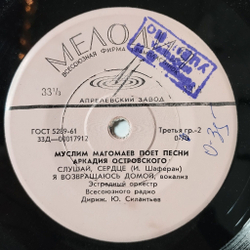 МЕЛО
ВСЕСОЮЗНАЯ ФИРМА
33⅓
АПРЕЛЕВСКИЙ ЗАВОД
ГОСТ 5289-61
Третья гр.-2
33Д—00017912
МУСЛИМ МАГОМАЕВ ПОЕТ ПЕСНИ
АРКАДИЯ ОСТРОВСКОГО
СЛУШАЙ, СЕРДЦЕ (И. Шаферан)
Я ВОЗВРАЩАЮСЬ ДОМОЙ, вокализ
Эстрадный оркестр
Всесоюзного радио
Дириж. Ю. Силантьев